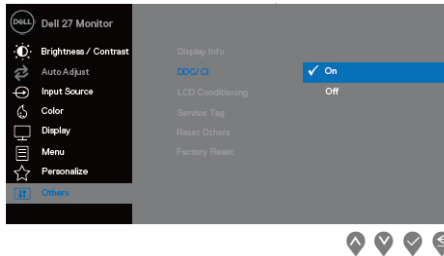 DELL
Dell 27 Monitor
Brightness / Contrast
Auto Adjust
Input Source
Color
Display
Menu
Personalize
Others
Display Info
DDC/CI
LCD Conditioning
Service Tag
Reset Others
Factory Reset
On
Off